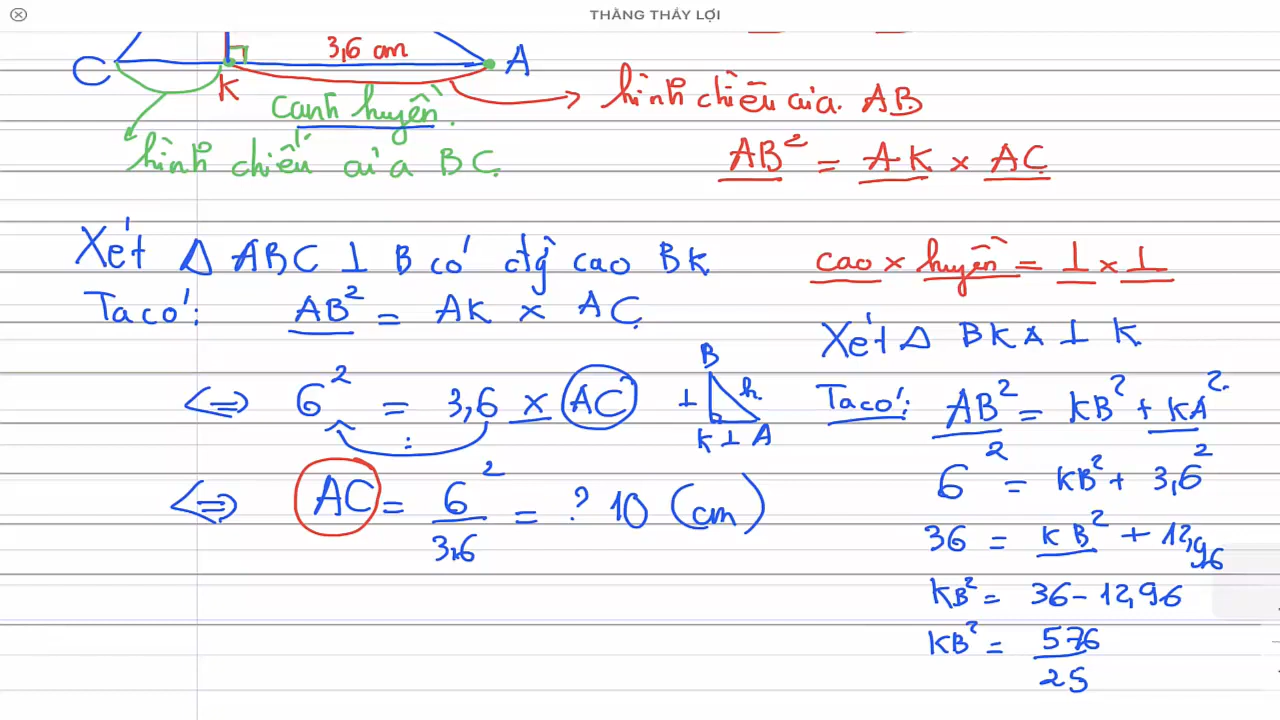 THẰNG THẦY LỢI
3,6 cm
C
K
A
cạnh huyền.
hình chiếu của AB
hình chiếu của BC
AB² = AK × AC
Xét Δ ABC ⊥ B có đg cao BK
cao × huyền = ⊥ × ⊥
Ta có: AB² = AK × AC
Xét Δ BKA ⊥ K
B
⊥ h.
K ⊥ A
⇔ 6² = 3,6 × AC
:
Ta có: AB² = KB² + KA²
⇔ AC = 6²/3,6 = ? 10 (cm)
6² = KB² + 3,6²
36 = KB² + 12,96
KB² = 36 - 12,96
KB² = 576/25